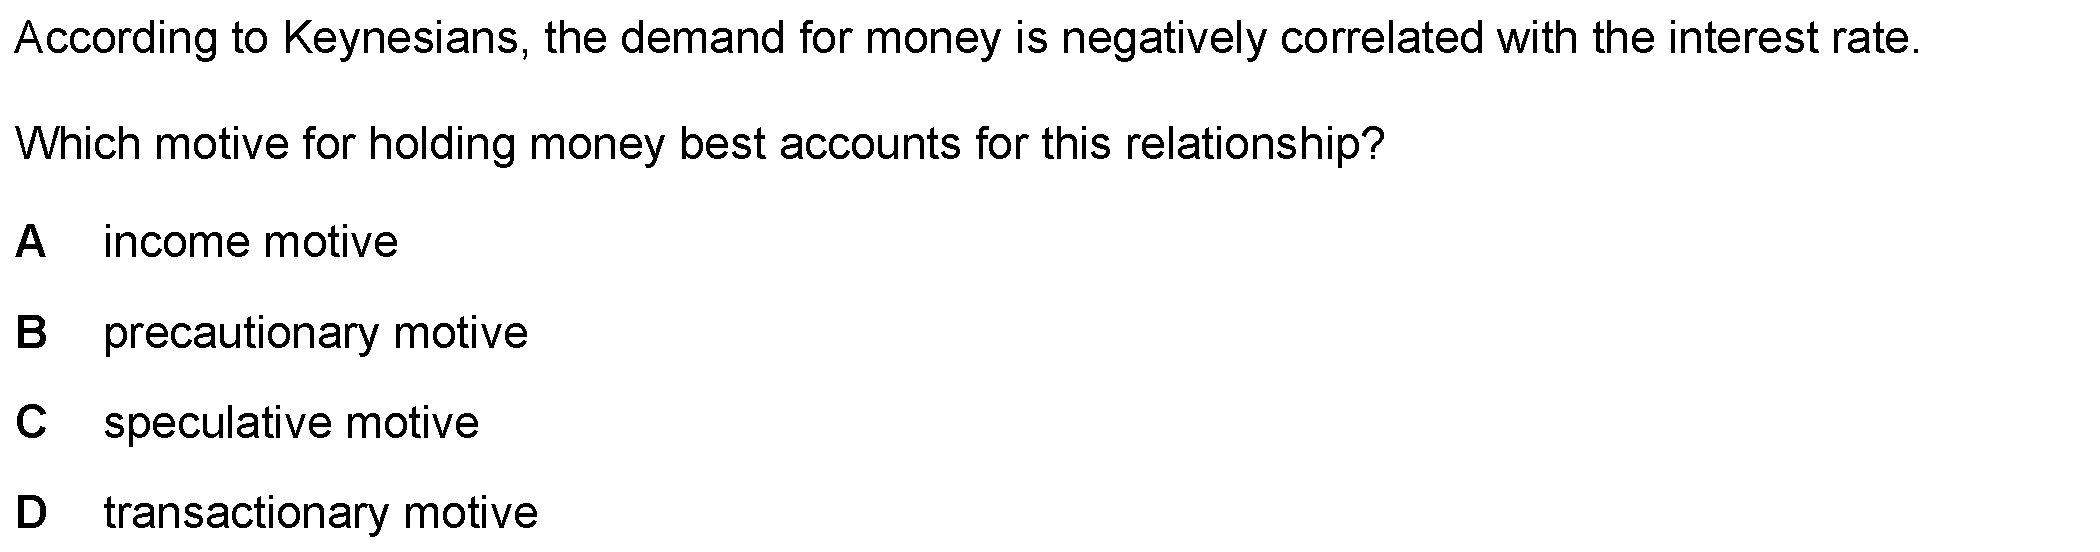 According to Keynesians, the demand for money is negatively correlated with the interest rate.
Which motive for holding money best accounts for this relationship?
A income motive
B precautionary motive
C speculative motive
D transactionary motive